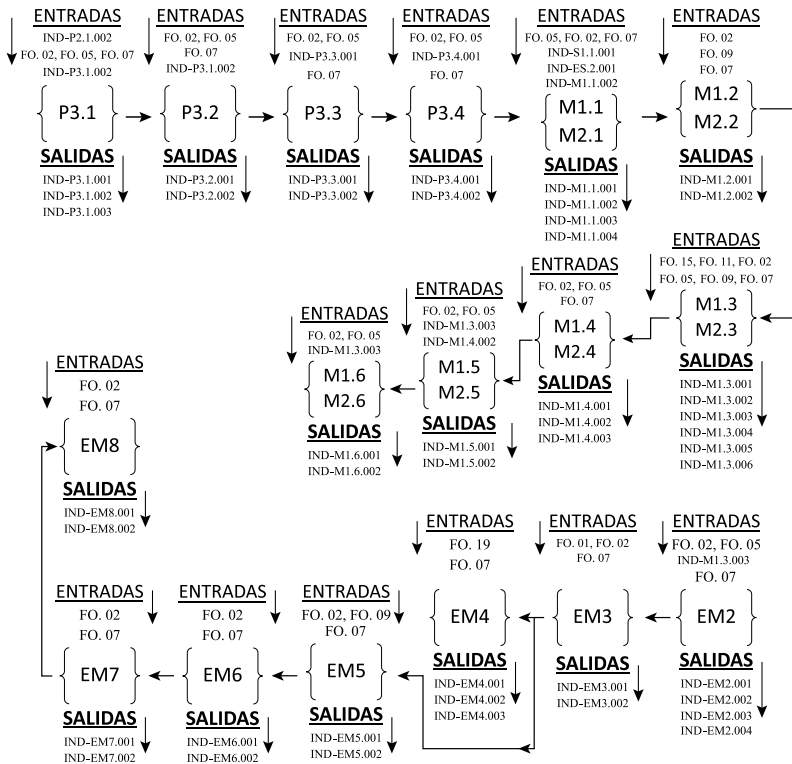 ENTRADAS
IND-P2.1.002
FO. 02, FO. 05, FO. 07
IND-P3.1.002
P3.1
SALIDAS
IND-P3.1.001
IND-P3.1.002
IND-P3.1.003
ENTRADAS
FO. 02, FO. 05
FO. 07
IND-P3.1.002
P3.2
SALIDAS
IND-P3.2.001
IND-P3.2.002
ENTRADAS
FO. 02, FO. 05
IND-P3.3.001
FO. 07
P3.3
SALIDAS
IND-P3.3.001
IND-P3.3.002
ENTRADAS
FO. 02, FO. 05
IND-P3.4.001
FO. 07
P3.4
SALIDAS
IND-P3.4.001
IND-P3.4.002
ENTRADAS
FO. 05, FO. 02, FO. 07
IND-S1.1.001
IND-ES.2.001
IND-M1.1.002
M1.1
M2.1
SALIDAS
IND-M1.1.001
IND-M1.1.002
IND-M1.1.003
IND-M1.1.004
ENTRADAS
FO. 02
FO. 09
FO. 07
M1.2
M2.2
SALIDAS
IND-M1.2.001
IND-M1.2.002
ENTRADAS
FO. 15, FO. 11, FO. 02
FO. 05, FO. 09, FO. 07
M1.3
M2.3
SALIDAS
IND-M1.3.001
IND-M1.3.002
IND-M1.3.003
IND-M1.3.004
IND-M1.3.005
IND-M1.3.006
ENTRADAS
FO. 02, FO. 05
FO. 07
M1.4
M2.4
SALIDAS
IND-M1.4.001
IND-M1.4.002
IND-M1.4.003
ENTRADAS
FO. 02, FO. 05
IND-M1.3.003
IND-M1.4.002
M1.5
M2.5
SALIDAS
IND-M1.5.001
IND-M1.5.002
ENTRADAS
FO. 02, FO. 05
IND-M1.3.003
M1.6
M2.6
SALIDAS
IND-M1.6.001
IND-M1.6.002
ENTRADAS
FO. 02, FO. 05
IND-M1.3.003
FO. 07
EM2
SALIDAS
IND-EM2.001
IND-EM2.002
IND-EM2.003
IND-EM2.004
ENTRADAS
FO. 01, FO. 02
FO. 07
EM3
SALIDAS
IND-EM3.001
IND-EM3.002
ENTRADAS
FO. 19
FO. 07
EM4
SALIDAS
IND-EM4.001
IND-EM4.002
IND-EM4.003
ENTRADAS
FO. 02, FO. 09
FO. 07
EM5
SALIDAS
IND-EM5.001
IND-EM5.002
ENTRADAS
FO. 02
FO. 07
EM6
SALIDAS
IND-EM6.001
IND-EM6.002
ENTRADAS
FO. 02
FO. 07
EM7
SALIDAS
IND-EM7.001
IND-EM7.002
ENTRADAS
FO. 02
FO. 07
EM8
SALIDAS
IND-EM8.001
IND-EM8.002